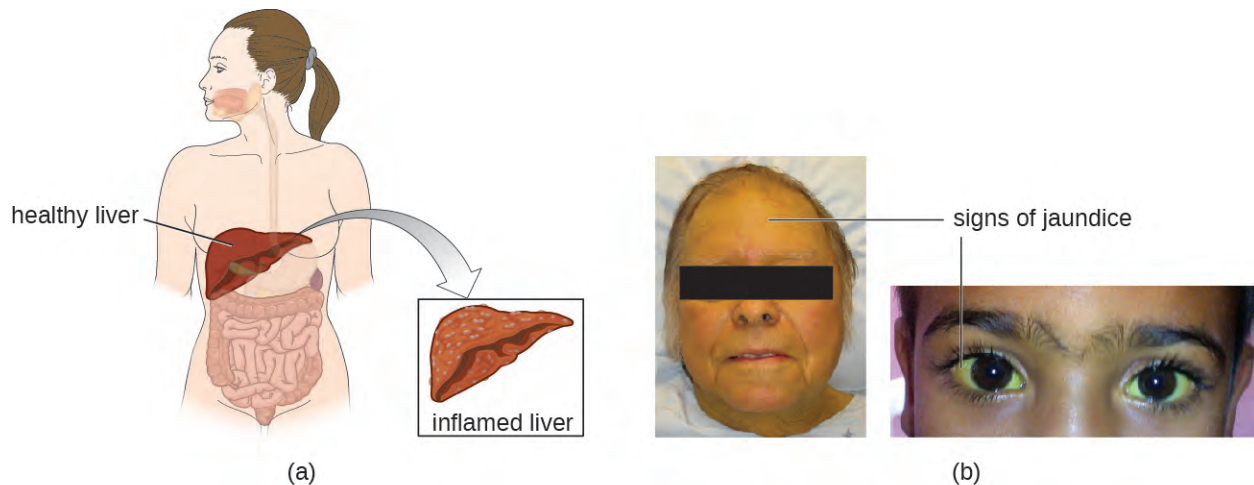 healthy liver
inflamed liver
(a)
signs of jaundice
(b)